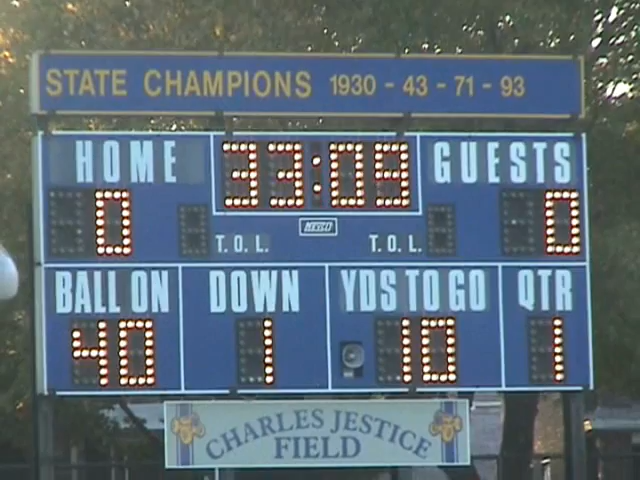 STATE CHAMPIONS 1930 - 43 - 71 - 93
HOME 33:09 GUESTS
0 0
T.O.L. T.O.L.
BALL ON DOWN YDS TO GO QTR
40 1 10 1
CHARLES JESTICE
FIELD